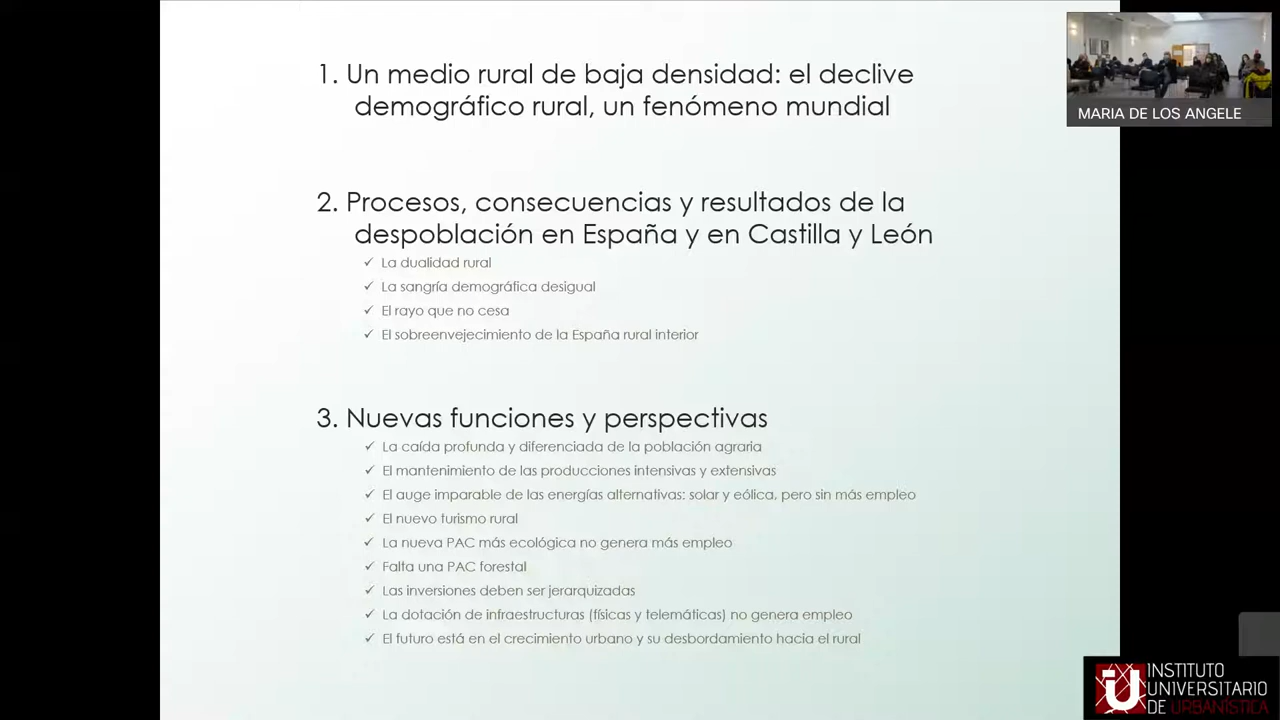 1. Un medio rural de baja densidad: el declive
demográfico rural, un fenómeno mundial
MARIA DE LOS ANGELE
2. Procesos, consecuencias y resultados de la
despoblación en España y en Castilla y León
✓ La dualidad rural
✓ La sangría demográfica desigual
✓ El rayo que no cesa
✓ El sobreenvejecimiento de la España rural interior
3. Nuevas funciones y perspectivas
✓ La caída profunda y diferenciada de la población agraria
✓ El mantenimiento de las producciones intensivas y extensivas
✓ El auge imparable de las energías alternativas: solar y eólica, pero sin más empleo
✓ El nuevo turismo rural
✓ La nueva PAC más ecológica no genera más empleo
✓ Falta una PAC forestal
✓ Las inversiones deben ser jerarquizadas
✓ La dotación de infraestructuras (físicas y telemáticas) no genera empleo
✓ El futuro está en el crecimiento urbano y su desbordamiento hacia el rural
iU
INSTITUTO
UNIVERSITARIO
DE URBANÍSTICA